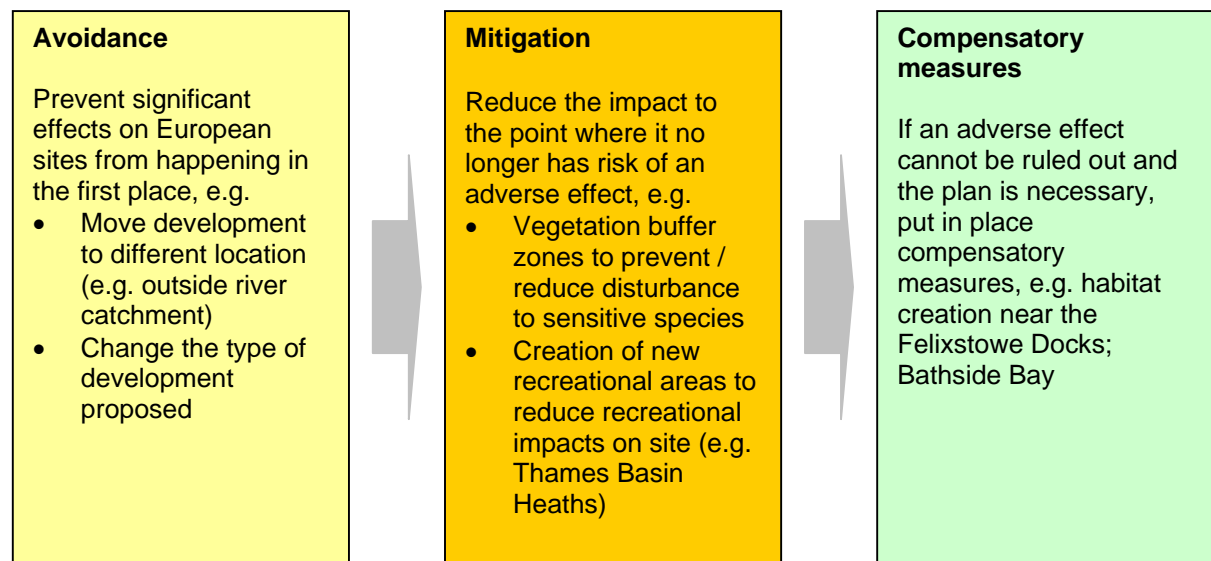 Avoidance
Prevent significant
effects on European
sites from happening in
the first place, e.g.
• Move development
to different location
(e.g. outside river
catchment)
• Change the type of
development
proposed
Mitigation
Reduce the impact to
the point where it no
longer has risk of an
adverse effect, e.g.
• Vegetation buffer
zones to prevent /
reduce disturbance
to sensitive species
• Creation of new
recreational areas to
reduce recreational
impacts on site (e.g.
Thames Basin
Heaths)
Compensatory
measures
If an adverse effect
cannot be ruled out and
the plan is necessary,
put in place
compensatory
measures, e.g. habitat
creation near the
Felixstowe Docks;
Bathside Bay